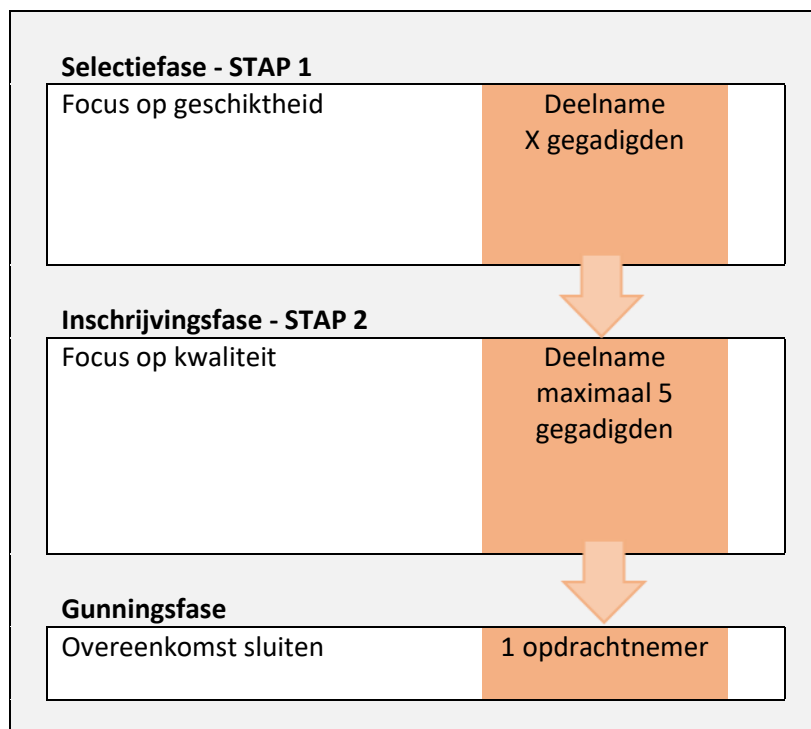 Selectiefase - STAP 1
Focus op geschiktheid
Deelname
X gegadigden
Inschrijvingsfase - STAP 2
Focus op kwaliteit
Deelname
maximaal 5
gegadigden
Gunningsfase
Overeenkomst sluiten
1 opdrachtnemer